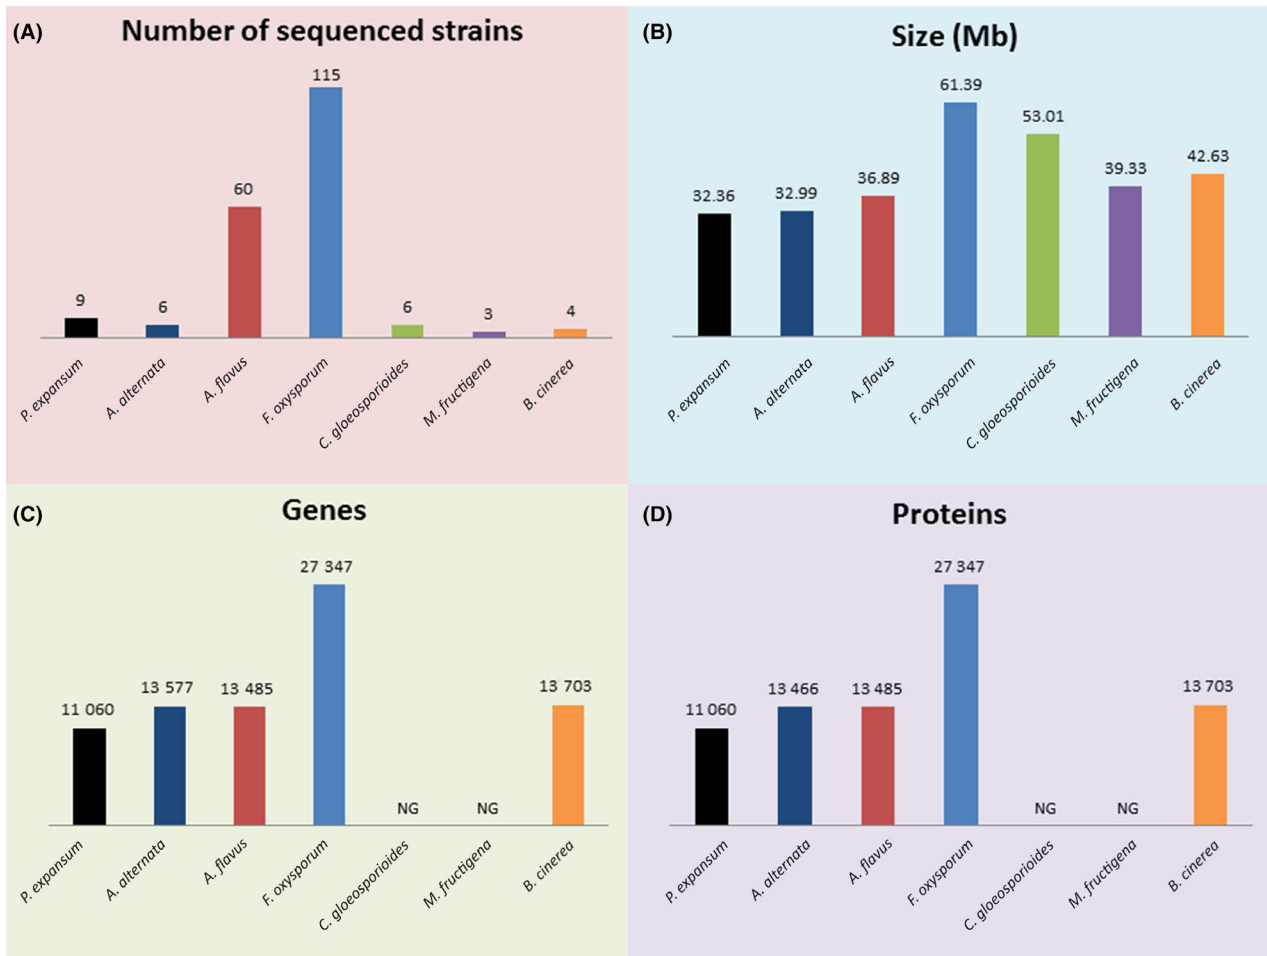 (A)
Number of sequenced strains
115
60
9
6
6
3
4
P. expansum
A. alternata
A. flavus
F. oxysporum
C. gloeosporioides
M. fructigena
B. cinerea
(B)
Size (Mb)
61.39
53.01
42.63
39.33
36.89
32.36
32.99
P. expansum
A. alternata
A. flavus
F. oxysporum
C. gloeosporioides
M. fructigena
B. cinerea
(C)
Genes
27 347
13 577
13 485
13 703
11 060
NG
NG
P. expansum
A. alternata
A. flavus
F. oxysporum
C. gloeosporioides
M. fructigena
B. cinerea
(D)
Proteins
27 347
13 466
13 485
13 703
11 060
NG
NG
P. expansum
A. alternata
A. flavus
F. oxysporum
C. gloeosporioides
M. fructigena
B. cinerea